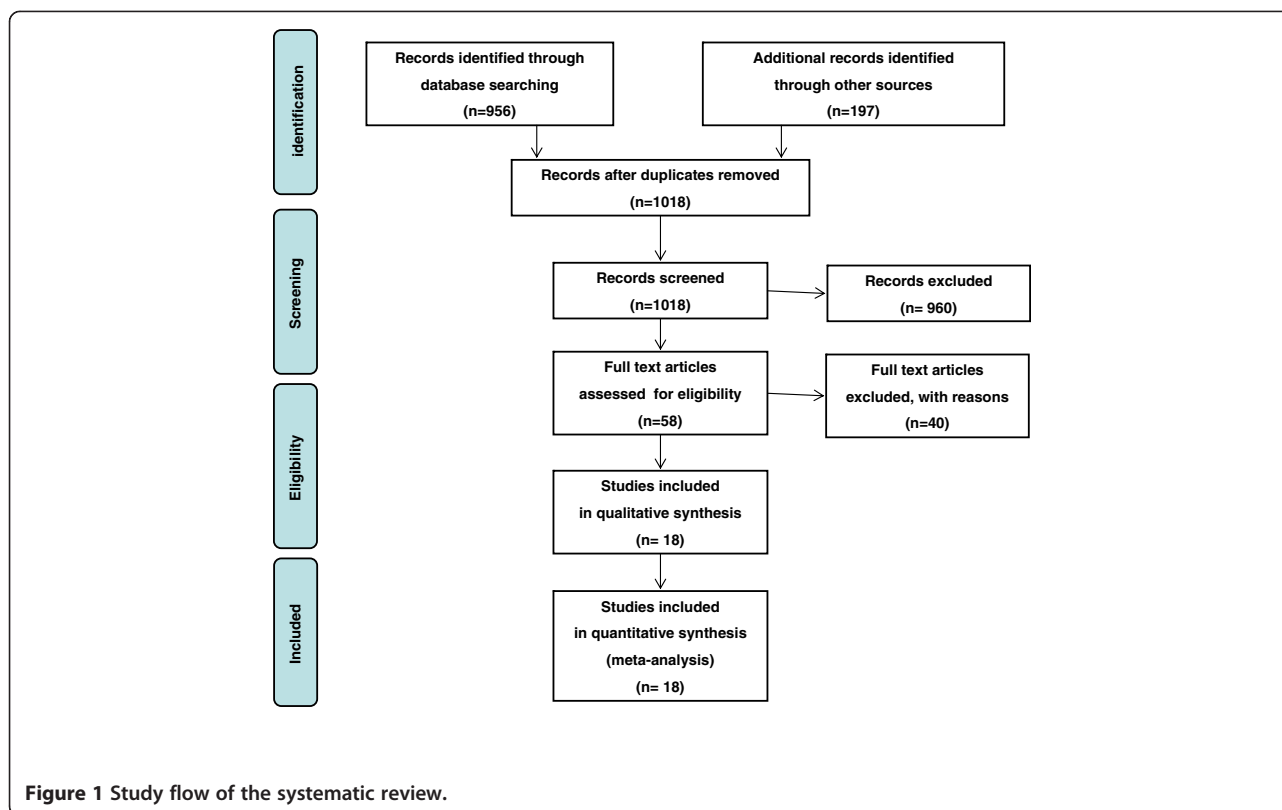 identification
Records identified through
database searching
(n=956)
Additional records identified
through other sources
(n=197)
Records after duplicates removed
(n=1018)
Screening
Records screened
(n=1018)
Records excluded
(n= 960)
Full text articles
assessed for eligibility
(n=58)
Full text articles
excluded, with reasons
(n=40)
Eligibility
Studies included
in qualitative synthesis
(n= 18)
Included
Studies included
in quantitative synthesis
(meta-analysis)
(n= 18)
Figure 1 Study flow of the systematic review.